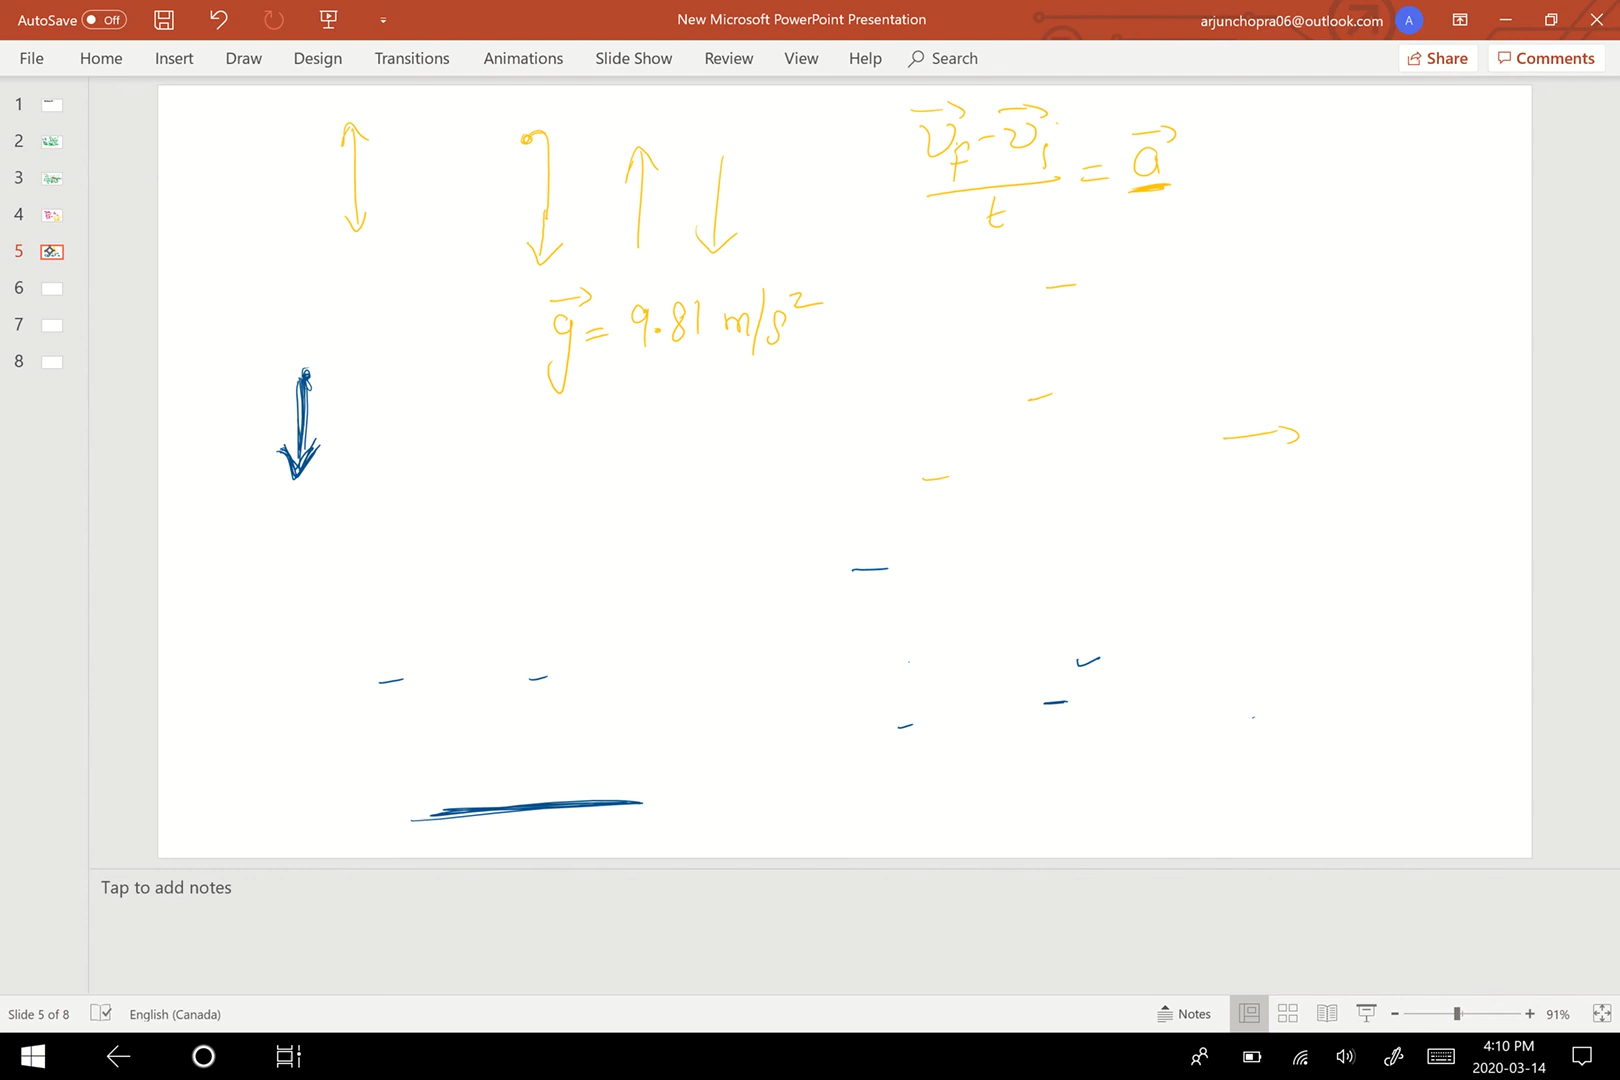 AutoSave Off New Microsoft PowerPoint Presentation arjunchopra06@outlook.com A
File Home Insert Draw Design Transitions Animations Slide Show Review View Help Search Share Comments
1
2
3
4
5
6
7
8
v⃗f - v⃗i
t
= a⃗
g⃗ = 9.81 m/s²
Tap to add notes
Slide 5 of 8 English (Canada) Notes 91%
4:10 PM
2020-03-14